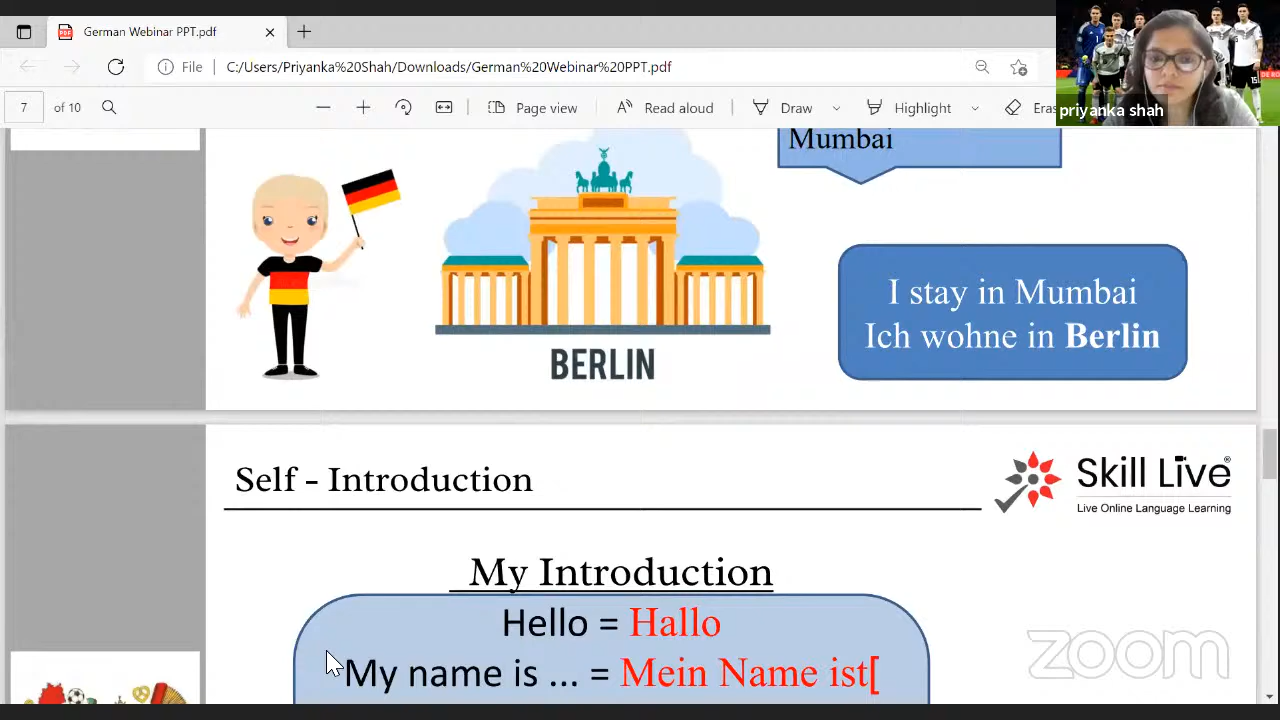 German Webinar PPT.pdf
File
C:/Users/Priyanka%20Shah/Downloads/German%20Webinar%20PPT.pdf
7
of 10
Page view
Read aloud
Draw
Highlight
priyanka shah
Mumbai
I stay in Mumbai
Ich wohne in Berlin
BERLIN
Self - Introduction
Skill Live®
Live Online Language Learning
My Introduction
Hello = Hallo
My name is ... = Mein Name ist[
zoom